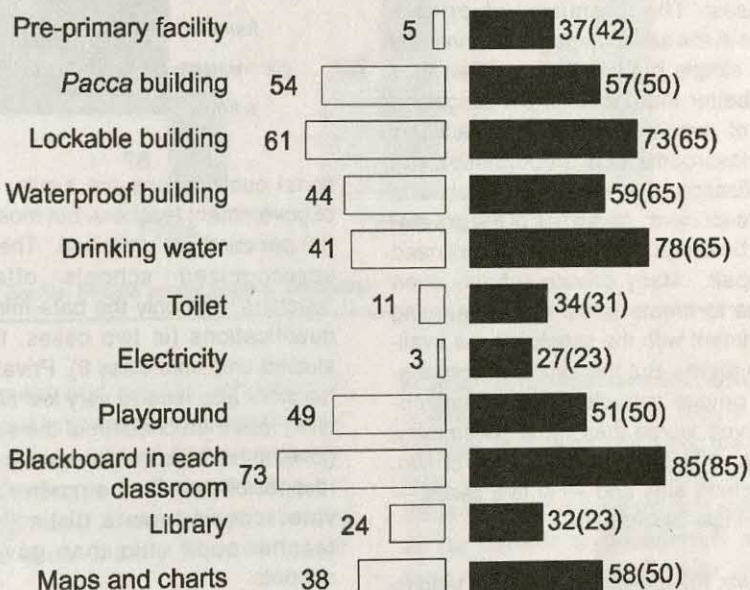 Pre-primary facility 5 37(42)
Pacca building 54 57(50)
Lockable building 61 73(65)
Waterproof building 44 59(65)
Drinking water 41 78(65)
Toilet 11 34(31)
Electricity 3 27(23)
Playground 49 51(50)
Blackboard in each
classroom 73 85(85)
Library 24 32(23)
Maps and charts 38 58(50)